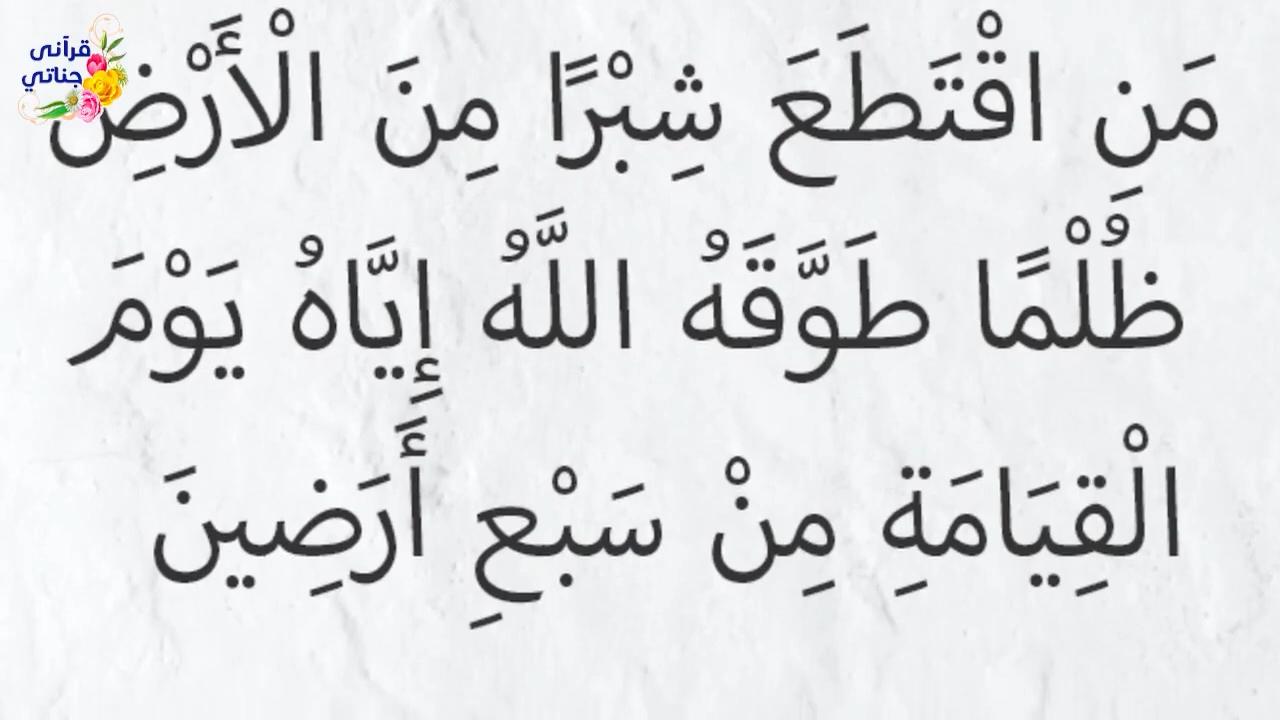 قرآنى
جناتي
مَن اقْتَطَعَ شِبْرًا مِنَ الْأَرْضِ
ظُلْمًا طَوَّقَهُ اللَّهُ إِيَّاهُ يَوْمَ
الْقِيَامَةِ مِنْ سَبْعِ أَرَضِينَ